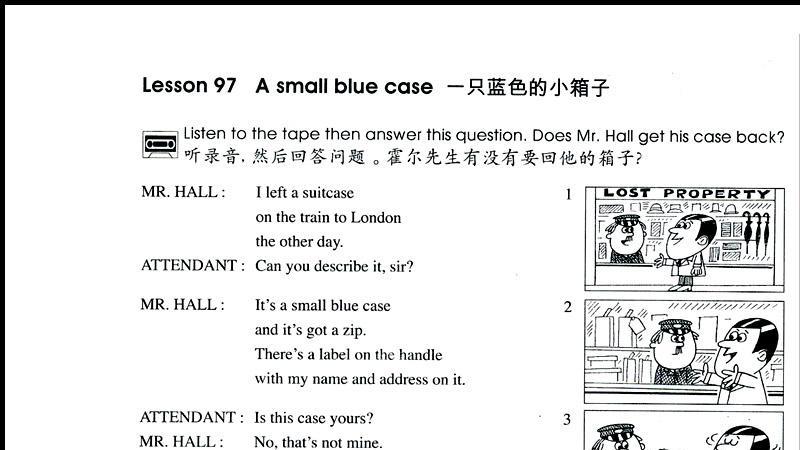 Lesson 97 A small blue case 一只蓝色的小箱子
Listen to the tape then answer this question. Does Mr. Hall get his case back?
听录音, 然后回答问题。霍尔先生有没有要回他的箱子?
MR. HALL : I left a suitcase
on the train to London
the other day.
ATTENDANT : Can you describe it, sir?
MR. HALL : It's a small blue case
and it's got a zip.
There's a label on the handle
with my name and address on it.
ATTENDANT : Is this case yours?
MR. HALL : No, that's not mine.
1
LOST PROPERTY
2
3